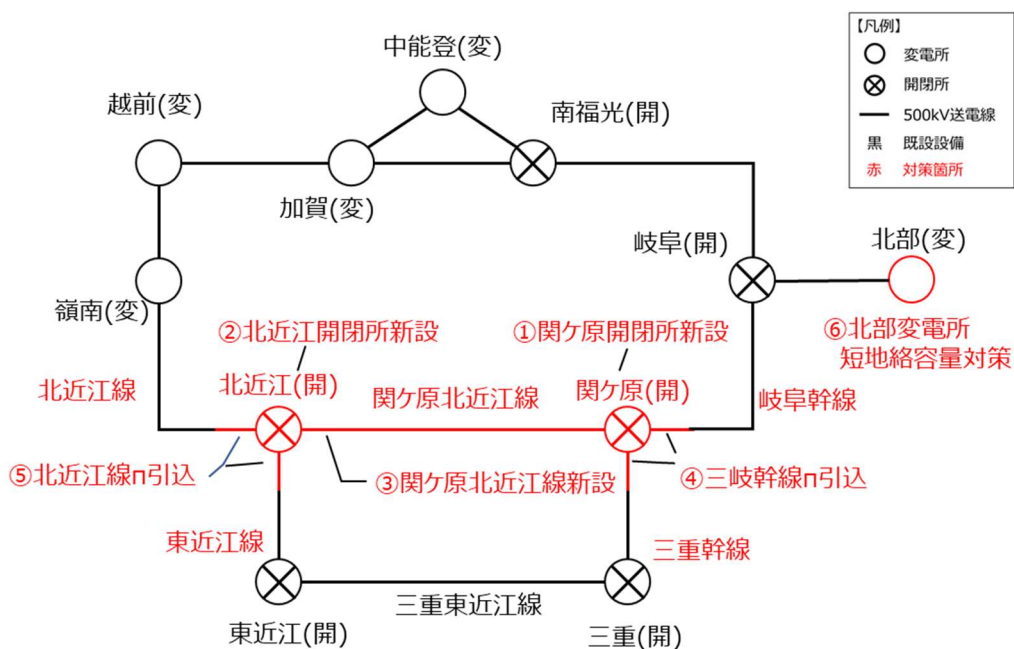 【凡例】
変電所
開閉所
500kV送電線
黒 既設設備
赤 対策箇所
中能登(変)
越前(変)
南福光(開)
加賀(変)
岐阜(開)
北部(変)
嶺南(変)
⑥北部変電所
短地絡容量対策
②北近江開閉所新設
①関ケ原開閉所新設
北近江(開)
関ケ原(開)
北近江線
関ケ原北近江線
岐阜幹線
⑤北近江線π引込
③関ケ原北近江線新設
④三岐幹線π引込
東近江線
三重幹線
三重東近江線
東近江(開)
三重(開)